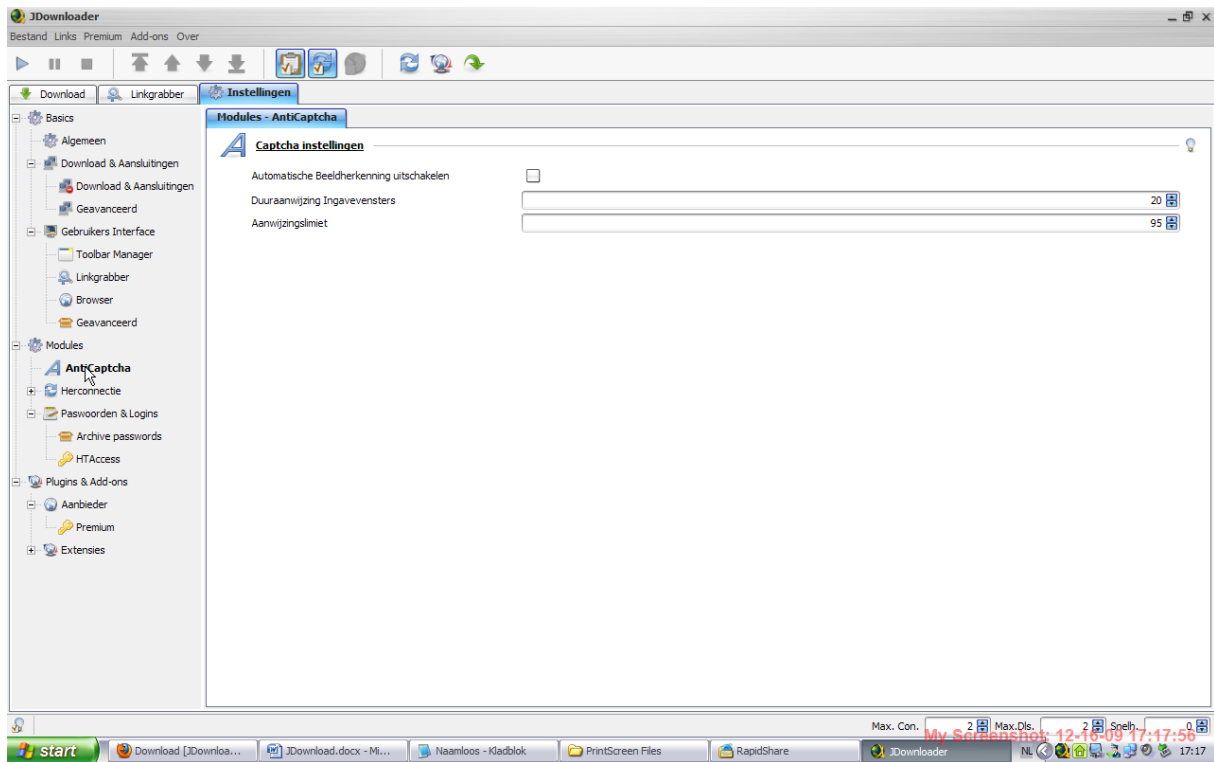 JDownloader
Bestand Links Premium Add-ons Over
Download Linkgrabber Instellingen
Basics
Algemeen
Download & Aansluitingen
Download & Aansluitingen
Geavanceerd
Gebruikers Interface
Toolbar Manager
Linkgrabber
Browser
Geavanceerd
Modules
AntiCaptcha
Herconnectie
Paswoorden & Logins
Archive passwords
HTAccess
Plugins & Add-ons
Aanbieder
Premium
Extensies
Modules - AntiCaptcha
Captcha instellingen
Automatische Beeldherkenning uitschakelen
Duuraanwijzing Ingavevensters 20
Aanwijzingslimiet 95
Max. Con. 2 Max.Dls. 2 Snelh. 0
My Screenshot: 12-16-09 17:17:56
start Download [JDownloa... JDownload.docx - Mi... Naamloos - Kladblok PrintScreen Files RapidShare JDownloader NL 17:17